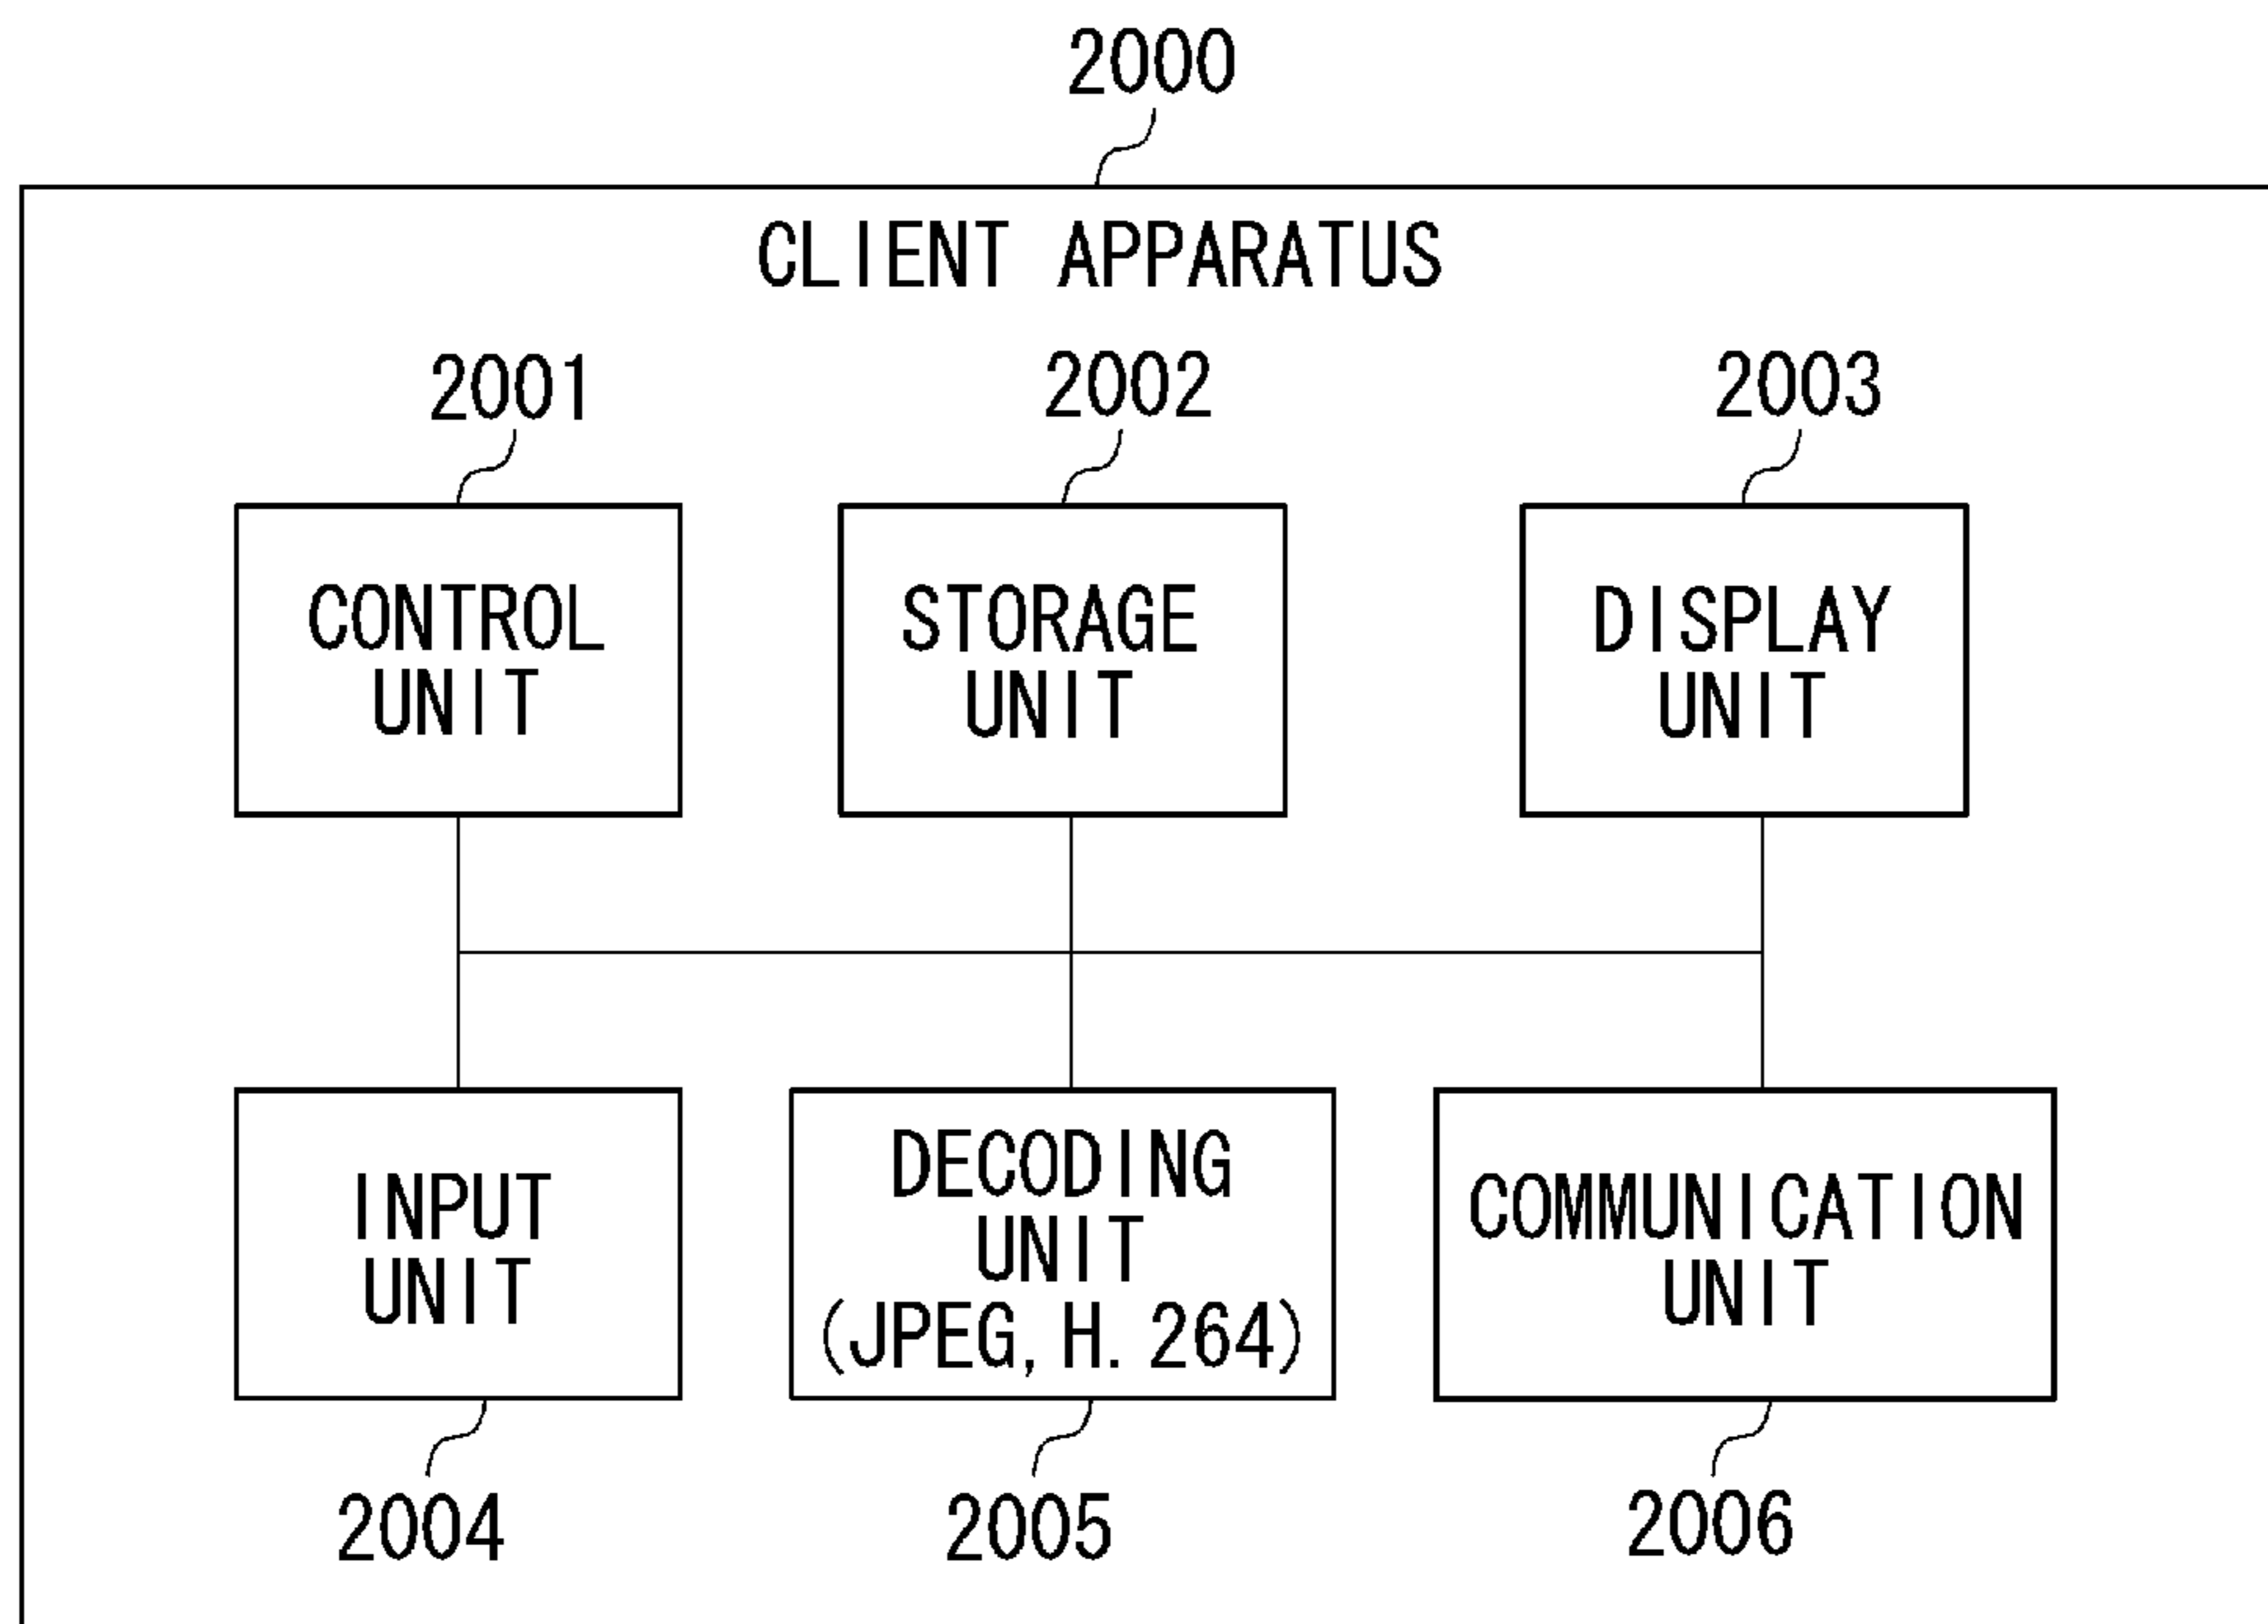 2000
CLIENT APPARATUS
2001
2002
2003
CONTROL
UNIT
STORAGE
UNIT
DISPLAY
UNIT
INPUT
UNIT
DECODING
UNIT
(JPEG, H. 264)
COMMUNICATION
UNIT
2004
2005
2006